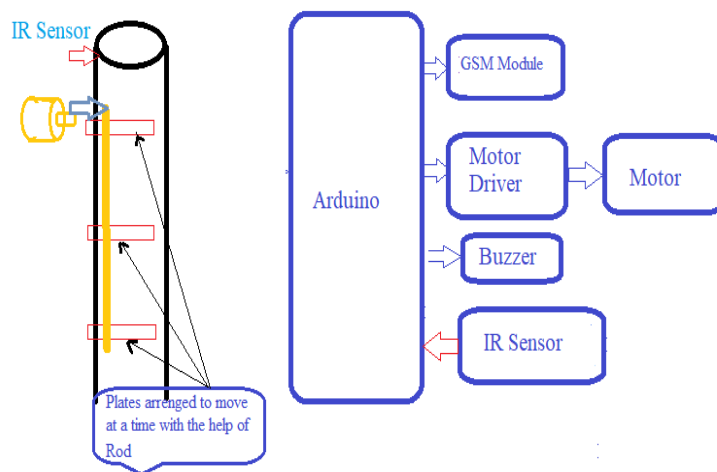 IR Sensor
Plates arrenged to move
at a time with the help of
Rod
Arduino
GSM Module
Motor
Driver
Motor
Buzzer
IR Sensor